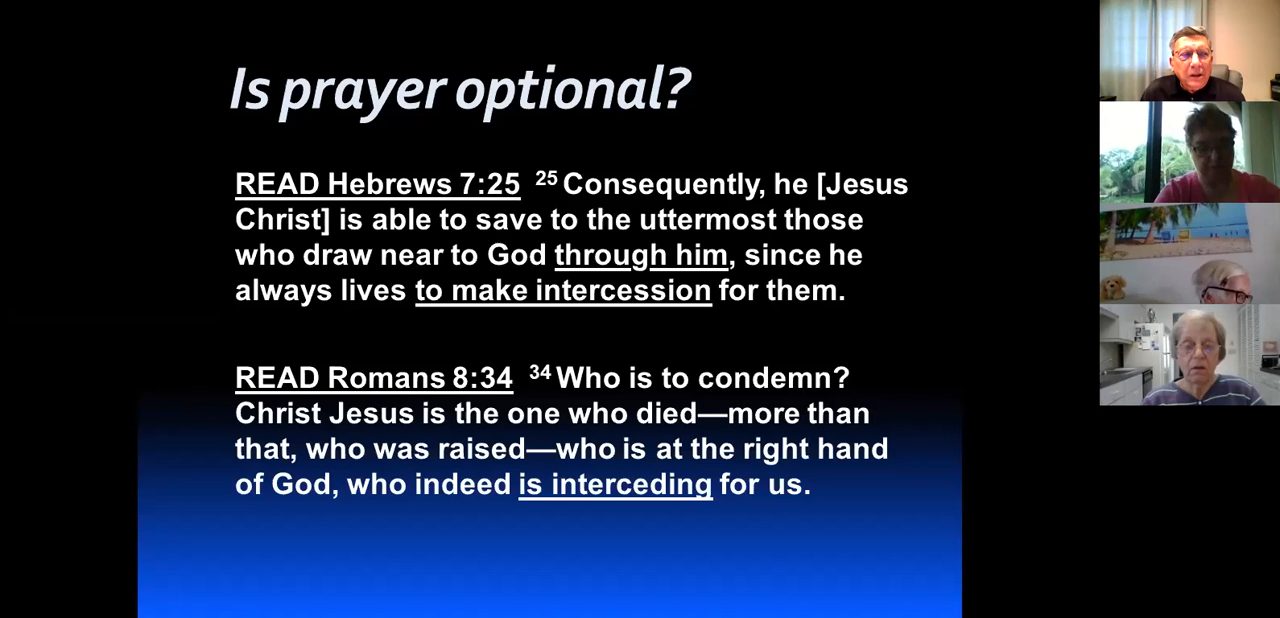 Is prayer optional?
READ Hebrews 7:25 25 Consequently, he [Jesus
Christ] is able to save to the uttermost those
who draw near to God through him, since he
always lives to make intercession for them.
READ Romans 8:34 34 Who is to condemn?
Christ Jesus is the one who died—more than
that, who was raised—who is at the right hand
of God, who indeed is interceding for us.